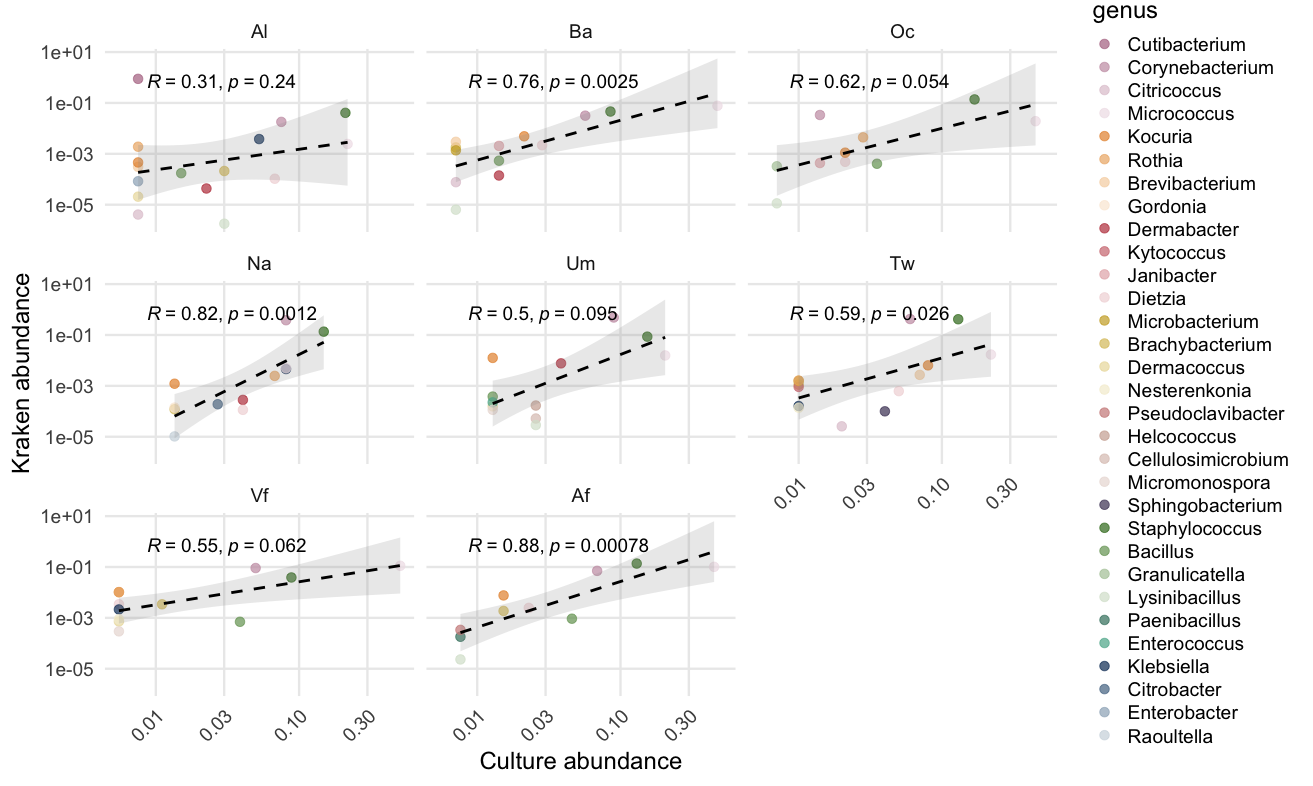 genus
Al
Ba
Oc
1e+01
1e-01
1e-03
1e-05
R = 0.31, p = 0.24
R = 0.76, p = 0.0025
R = 0.62, p = 0.054
Na
Um
Tw
1e+01
1e-01
1e-03
1e-05
R = 0.82, p = 0.0012
R = 0.5, p = 0.095
R = 0.59, p = 0.026
0.01
0.03
0.10
0.30
Vf
Af
1e+01
1e-01
1e-03
1e-05
R = 0.55, p = 0.062
R = 0.88, p = 0.00078
0.01
0.03
0.10
0.30
0.01
0.03
0.10
0.30
Kraken abundance
Culture abundance
Cutibacterium
Corynebacterium
Citricoccus
Micrococcus
Kocuria
Rothia
Brevibacterium
Gordonia
Dermabacter
Kytococcus
Janibacter
Dietzia
Microbacterium
Brachybacterium
Dermacoccus
Nesterenkonia
Pseudoclavibacter
Helcococcus
Cellulosimicrobium
Micromonospora
Sphingobacterium
Staphylococcus
Bacillus
Granulicatella
Lysinibacillus
Paenibacillus
Enterococcus
Klebsiella
Citrobacter
Enterobacter
Raoultella